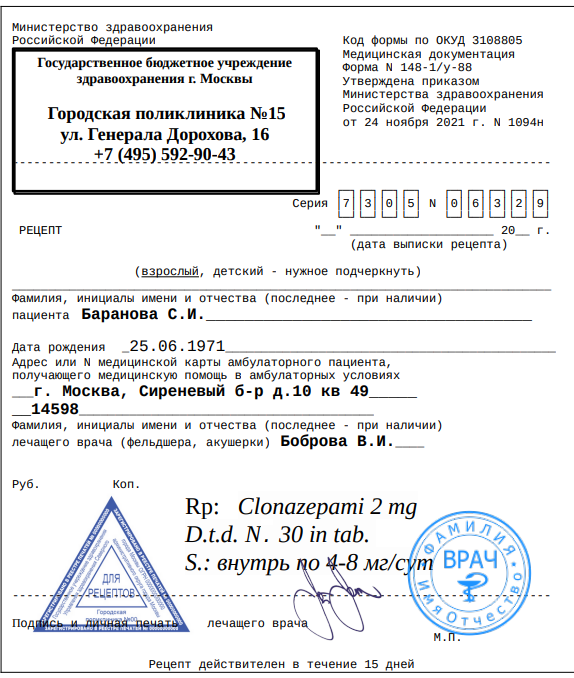 Министерство здравоохранения
Российской Федерации
Код формы по ОКУД 3108805
Медицинская документация
Форма N 148-1/у-88
Утверждена приказом
Министерства здравоохранения
Российской Федерации
от 24 ноября 2021 г. N 1094н
Государственное бюджетное учреждение
здравоохранения г. Москвы
Городская поликлиника №15
ул. Генерала Дорохова, 16
+7 (495) 592-90-43
Серия 7 3 0 5 N 0 6 3 2 9
РЕЦЕПТ "__" ____________________ 20__ г.
(дата выписки рецепта)
(взрослый, детский - нужное подчеркнуть)
Фамилия, инициалы имени и отчества (последнее - при наличии)
пациента Баранова С.И.
Дата рождения _25.06.1971
Адрес или N медицинской карты амбулаторного пациента,
получающего медицинскую помощь в амбулаторных условиях
___г. Москва, Сиреневый б-р д.10 кв 49_____
__14598
Фамилия, инициалы имени и отчества (последнее - при наличии)
лечащего врача (фельдшера, акушерки) Боброва В.И.___
Руб. Коп.
Rp: Clonazepami 2 mg
D.t.d. N. 30 in tab.
S.: внутрь по 4-8 мг/сут
ФАМИЛИЯ
ВРАЧ
Имя Отчество
ДЛЯ
РЕЦЕПТОВ
Городская
Подпись и личная печать лечащего врача
М.П.
Рецепт действителен в течение 15 дней